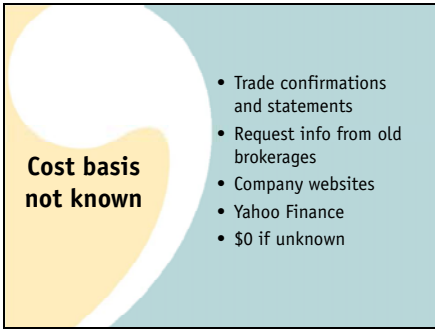 Cost basis
not known
• Trade confirmations
and statements
• Request info from old
brokerages
• Company websites
• Yahoo Finance
• $0 if unknown